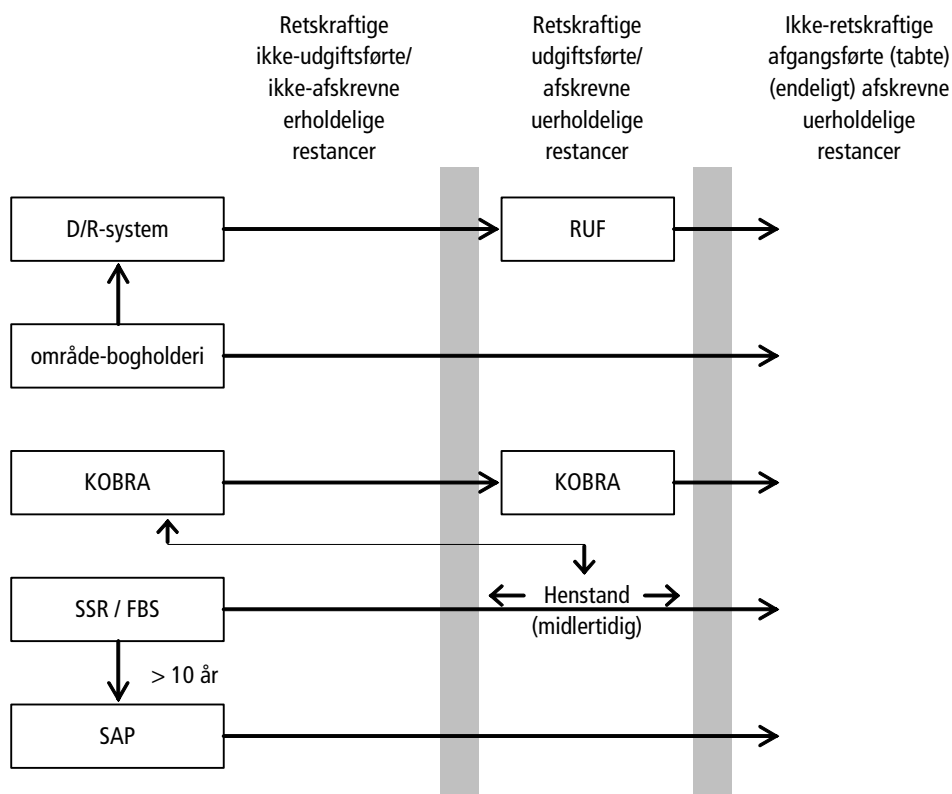 Retskraftige
ikke-udgiftsførte/
ikke-afskrevne
erholdelige
restancer
Retskraftige
udgiftsførte/
afskrevne
uerholdelige
restancer
Ikke-retskraftige
afgangsførte (tabte)
(endeligt) afskrevne
uerholdelige
restancer
D/R-system
RUF
område-bogholderi
KOBRA
KOBRA
SSR / FBS
Henstand
(midlertidig)
> 10 år
SAP